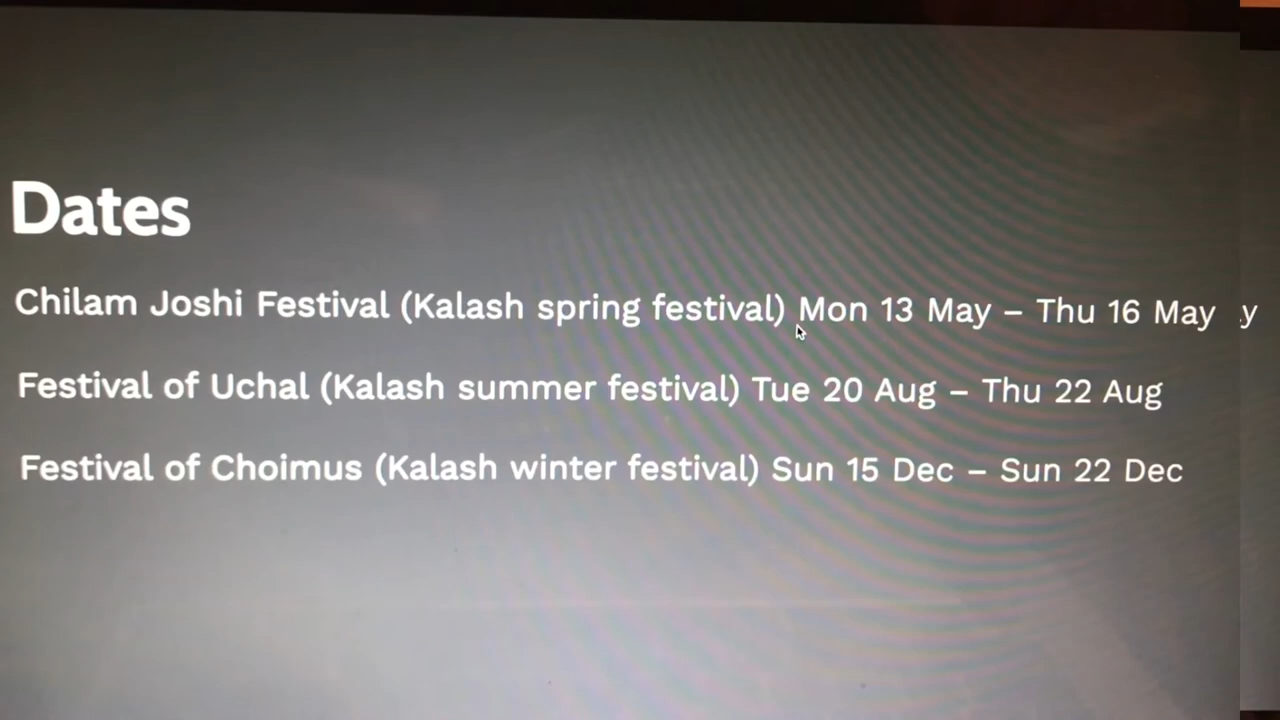 Dates
Chilam Joshi Festival (Kalash spring festival) Mon 13 May – Thu 16 May y
Festival of Uchal (Kalash summer festival) Tue 20 Aug – Thu 22 Aug
Festival of Choimus (Kalash winter festival) Sun 15 Dec – Sun 22 Dec